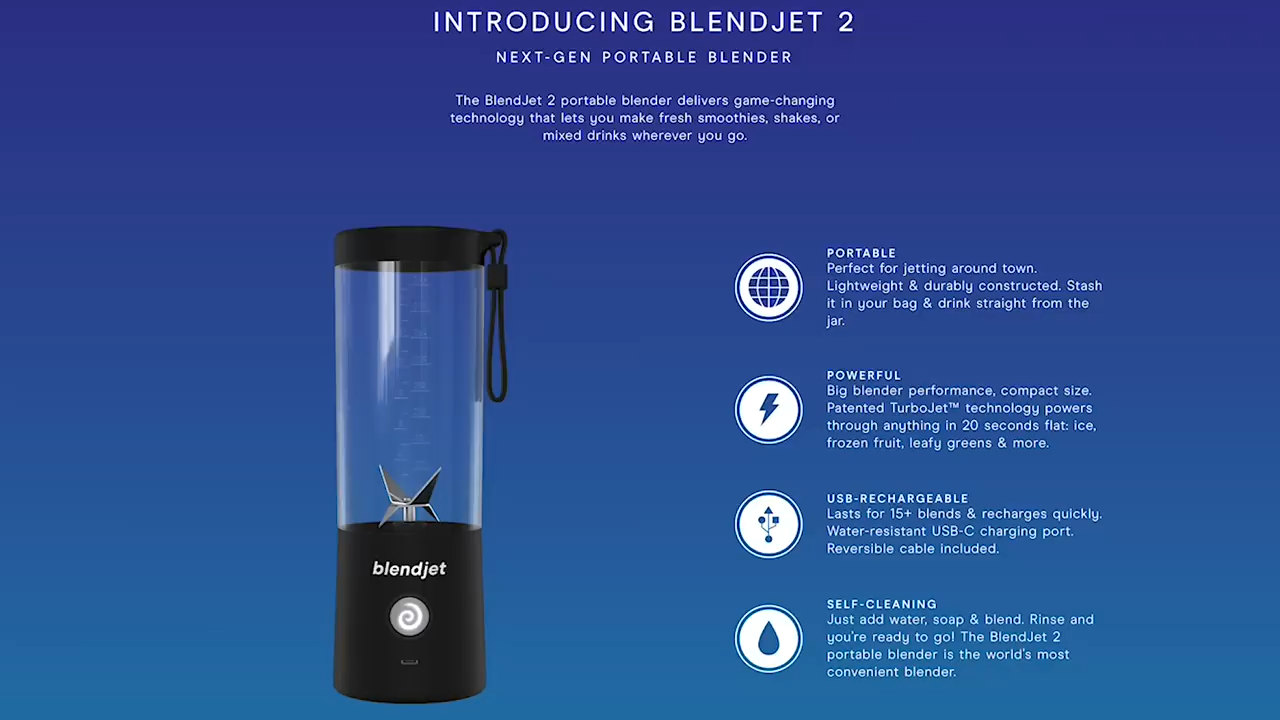 INTRODUCING BLENDJET 2
NEXT-GEN PORTABLE BLENDER
The BlendJet 2 portable blender delivers game-changing
technology that lets you make fresh smoothies, shakes, or
mixed drinks wherever you go.
PORTABLE
Perfect for jetting around town.
Lightweight & durably constructed. Stash
it in your bag & drink straight from the
jar.
POWERFUL
Big blender performance, compact size.
Patented TurboJet™ technology powers
through anything in 20 seconds flat: ice,
frozen fruit, leafy greens & more.
USB-RECHARGEABLE
Lasts for 15+ blends & recharges quickly.
Water-resistant USB-C charging port.
Reversible cable included.
SELF-CLEANING
Just add water, soap & blend. Rinse and
you're ready to go! The BlendJet 2
portable blender is the world's most
convenient blender.
blendjet